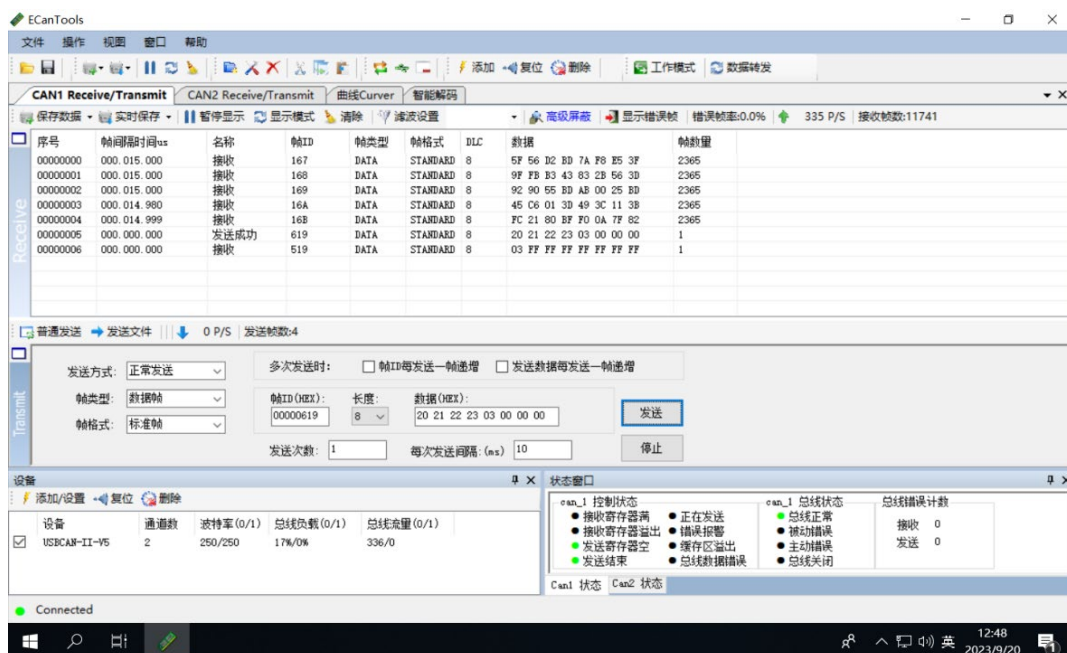 ECanTools
文件 操作 视图 窗口 帮助
添加 复位 删除 工作模式 数据转发
CAN1 Receive/Transmit CAN2 Receive/Transmit 曲线Curver 智能解码
保存数据 实时保存 暂停显示 显示模式 清除 滤波设置 高级屏蔽 显示错误帧 错误帧率:0.0% 335 P/S 接收帧数:11741
序号 帧间隔时间us 名称 帧ID 帧类型 帧格式 DLC 数据 帧数量
00000000 000.015.000 接收 167 DATA STANDARD 8 5F 56 D2 BD 7A F8 E5 3F 2365
00000001 000.015.000 接收 168 DATA STANDARD 8 9F FB B3 43 83 2B 56 3D 2365
00000002 000.015.000 接收 169 DATA STANDARD 8 92 90 55 BD AB 00 25 BD 2365
00000003 000.014.980 接收 16A DATA STANDARD 8 45 C6 01 3D 49 3C 11 3B 2365
00000004 000.014.999 接收 16B DATA STANDARD 8 FC 21 80 BF F0 0A 7F 82 2365
00000005 000.000.000 发送成功 619 DATA STANDARD 8 20 21 22 23 03 00 00 00 1
00000006 000.000.000 接收 519 DATA STANDARD 8 03 FF FF FF FF FF FF FF 1
Receive
普通发送 发送文件 0 P/S 发送帧数:4
Transmit
发送方式: 正常发送 多次发送时: 帧ID每发送一帧递增 发送数据每发送一帧递增
帧类型: 数据帧 帧ID(HEX): 长度: 数据(HEX):
00000619 8 20 21 22 23 03 00 00 00 发送
帧格式: 标准帧
发送次数: 1 每次发送间隔:(ms) 10 停止
设备
添加/设置 复位 删除
设备 通道数 波特率(0/1) 总线负载(0/1) 总线流量(0/1)
USBCAN-II-V5 2 250/250 17%/0% 336/0
状态窗口
can_1 控制状态 can_1 总线状态 总线错误计数
接收寄存器满 正在发送 总线正常 接收 0
接收寄存器溢出 错误报警 被动错误 发送 0
发送寄存器空 缓存区溢出 主动错误
发送结束 总线数据错误 总线关闭
Can1 状态 Can2 状态
Connected
英 12:48
2023/9/20
1